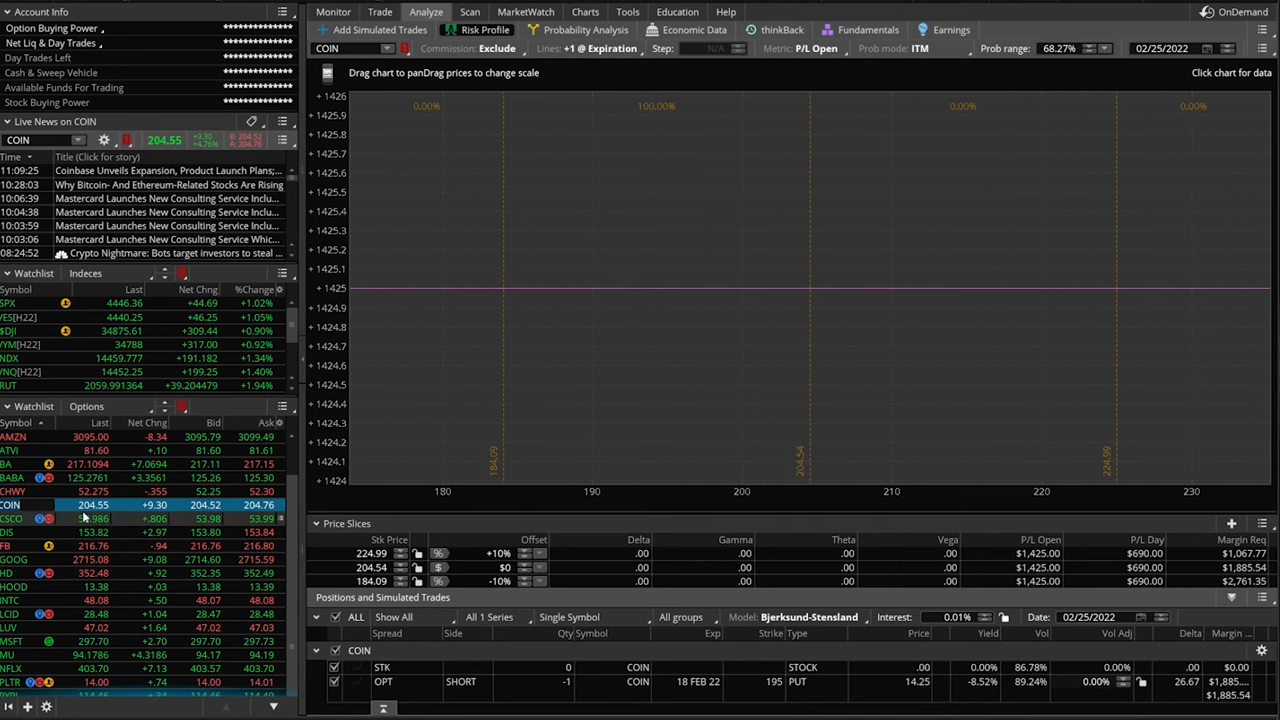 Account Info
Option Buying Power ******************
Net Liq & Day Trades ******************
Day Trades Left ******************
Cash & Sweep Vehicle ******************
Available Funds For Trading ******************
Stock Buying Power ******************
Live News on COIN
COIN 204.55 +9.30 +4.76% B: 204.52 A: 204.76
Time Title (Click for story)
11:09:25 Coinbase Unveils Expansion, Product Launch Plans;...
10:28:03 Why Bitcoin- And Ethereum-Related Stocks Are Rising
10:06:39 Mastercard Launches New Consulting Service Inclu...
10:04:38 Mastercard Launches New Consulting Service Inclu...
10:03:59 Mastercard Launches New Consulting Service Inclu...
10:03:06 Mastercard Launches New Consulting Service Whic...
08:24:52 Crypto Nightmare: Bots target investors to steal ...
Watchlist Indeces
Symbol Last Net Chng %Change
SPX 4446.36 +44.69 +1.02%
/ES[H22] 4440.25 +46.25 +1.05%
$DJI 34875.61 +309.44 +0.90%
/YM[H22] 34788 +317.00 +0.92%
NDX 14459.777 +191.182 +1.34%
/NQ[H22] 14452.25 +199.25 +1.40%
RUT 2059.991364 +39.204479 +1.94%
Watchlist Options
Symbol Last Net Chng Bid Ask
AMZN 3095.00 -8.34 3095.79 3099.49
ATVI 81.60 +.10 81.60 81.61
BA 217.1094 +7.0694 217.11 217.15
BABA 125.2761 +3.3561 125.26 125.30
CHWY 52.275 -.355 52.25 52.30
COIN 204.55 +9.30 204.52 204.76
CSCO +.806 53.98 53.99
DIS 153.82 +2.97 153.80 153.84
FB 216.76 -.94 216.76 216.80
GOOG 2715.08 +9.08 2714.60 2715.59
HD 352.48 +.92 352.35 352.49
HOOD 13.38 +.03 13.38 13.39
INTC 48.08 +.50 48.07 48.08
LCID 28.48 +1.04 28.47 28.48
LUV 47.02 +1.64 47.01 47.03
MSFT 297.70 +2.70 297.70 297.73
MU 94.1786 +4.3186 94.17 94.19
NFLX 403.70 +7.13 403.57 403.70
PLTR 14.00 +.74 14.00 14.01
Monitor Trade Analyze Scan MarketWatch Charts Tools Education Help OnDemand
Add Simulated Trades Risk Profile Probability Analysis Economic Data thinkBack Fundamentals Earnings
COIN Commission: Exclude Lines: +1 @ Expiration Step: N/A Metric: P/L Open Prob mode: ITM Prob range: 68.27% 02/25/2022
Drag chart to panDrag prices to change scale Click chart for data
+ 1426 0,00% 100,00% 0,00% 0,00%
+ 1425.9
+ 1425.8
+ 1425.7
+ 1425.6
+ 1425.5
+ 1425.4
+ 1425.3
+ 1425.2
+ 1425.1
+ 1425
+ 1424.9
+ 1424.8
+ 1424.7
+ 1424.6
+ 1424.5
+ 1424.4
+ 1424.3
+ 1424.2
+ 1424.1
+ 1424
184.09 204.54 224.99
180 190 200 210 220 230
Price Slices
Stk Price Offset Delta Gamma Theta Vega P/L Open P/L Day Margin Req
224.99 % +10% .00 .00 .00 .00 $1,425.00 $690.00 $1,067.77
204.54 $ $0 .00 .00 .00 .00 $1,425.00 $690.00 $1,885.54
184.09 % -10% .00 .00 .00 .00 $1,425.00 $690.00 $2,761.35
Positions and Simulated Trades
ALL Show All All 1 Series Single Symbol All groups Model: Bjerksund-Stensland Interest: 0.01% Date: 02/25/2022
Spread Side Qty Symbol Exp Strike Type Price Yield Vol Vol Adj Delta Margin ...
COIN
STK 0 COIN STOCK .00 0.00% 86.78% 0.00% .00 $0.00
OPT SHORT -1 COIN 18 FEB 22 195 PUT 14.25 -8.52% 89.24% 0.00% 26.67 $1,885....
$1,885.54